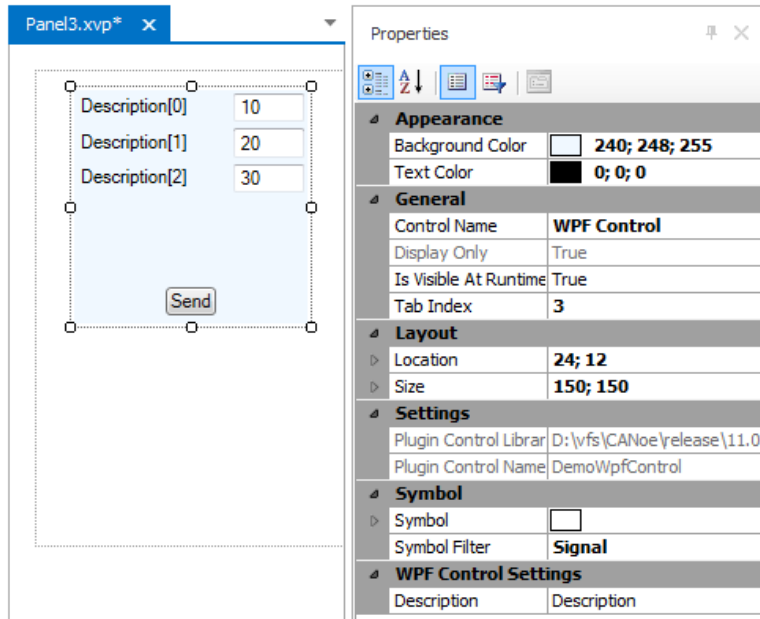 Panel3.xvp*
Description[0] 10
Description[1] 20
Description[2] 30
Send
Properties
Appearance
Background Color 240; 248; 255
Text Color 0; 0; 0
General
Control Name WPF Control
Display Only True
Is Visible At Runtime True
Tab Index 3
Layout
Location 24; 12
Size 150; 150
Settings
Plugin Control Librar D:\vfs\CANoe\release\11.0
Plugin Control Name DemoWpfControl
Symbol
Symbol
Symbol Filter Signal
WPF Control Settings
Description Description